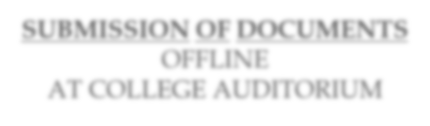 SUBMISSION OF DOCUMENTS
OFFLINE
AT COLLEGE AUDITORIUM